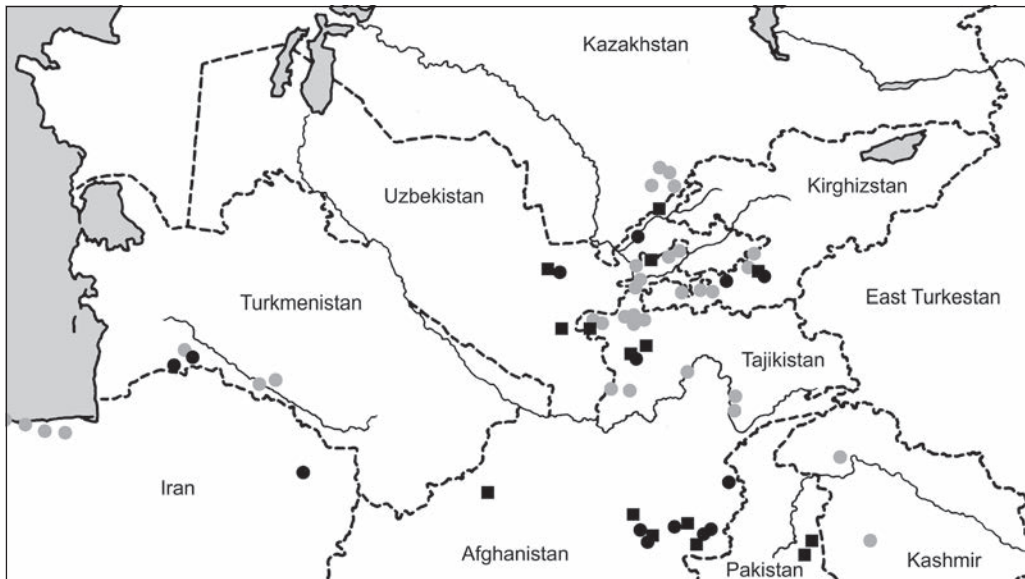 Kazakhstan
Kirghizstan
Uzbekistan
East Turkestan
Turkmenistan
Tajikistan
Iran
Afghanistan
Pakistan
Kashmir